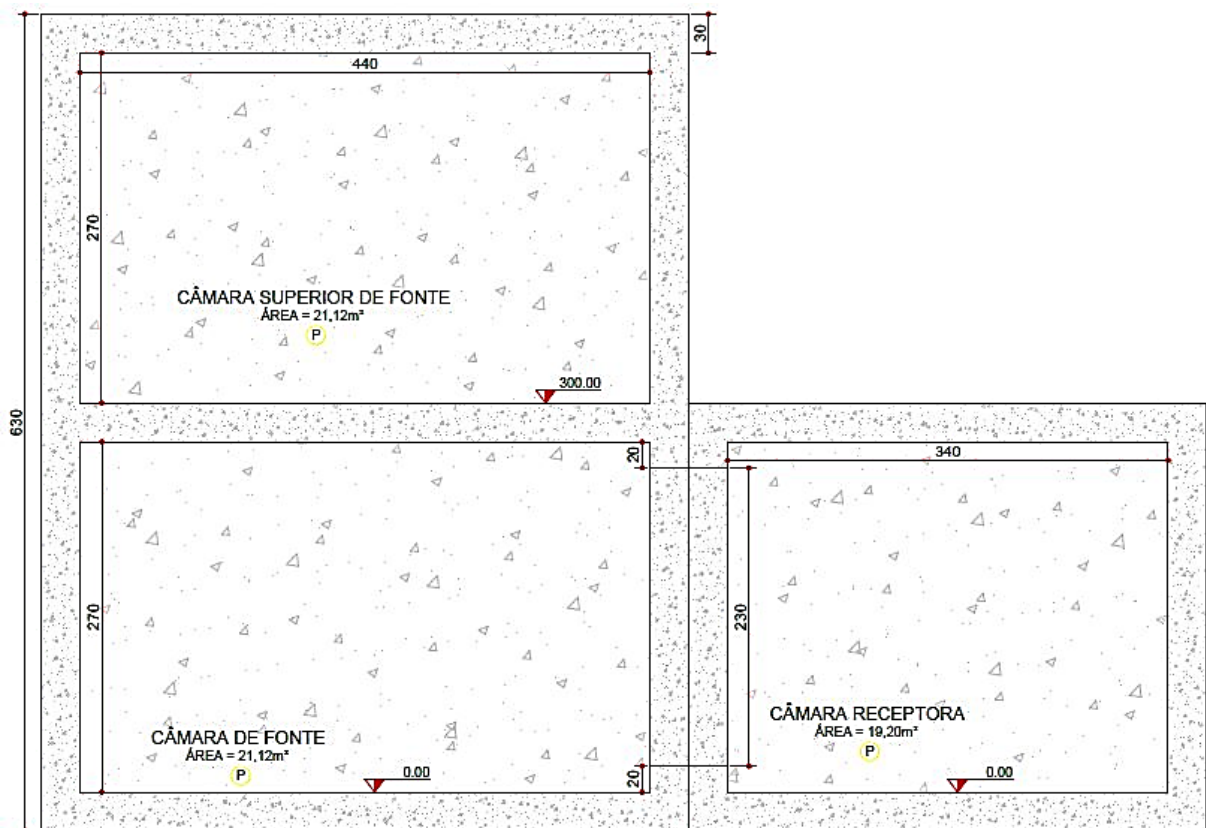 30
440
270
CÂMARA SUPERIOR DE FONTE
ÁREA = 21,12m²
P
300.00
630
20
340
270
230
CÂMARA RECEPTORA
ÁREA = 19,20m²
P
CÂMARA DE FONTE
ÁREA = 21,12m²
P
0.00
20
0.00